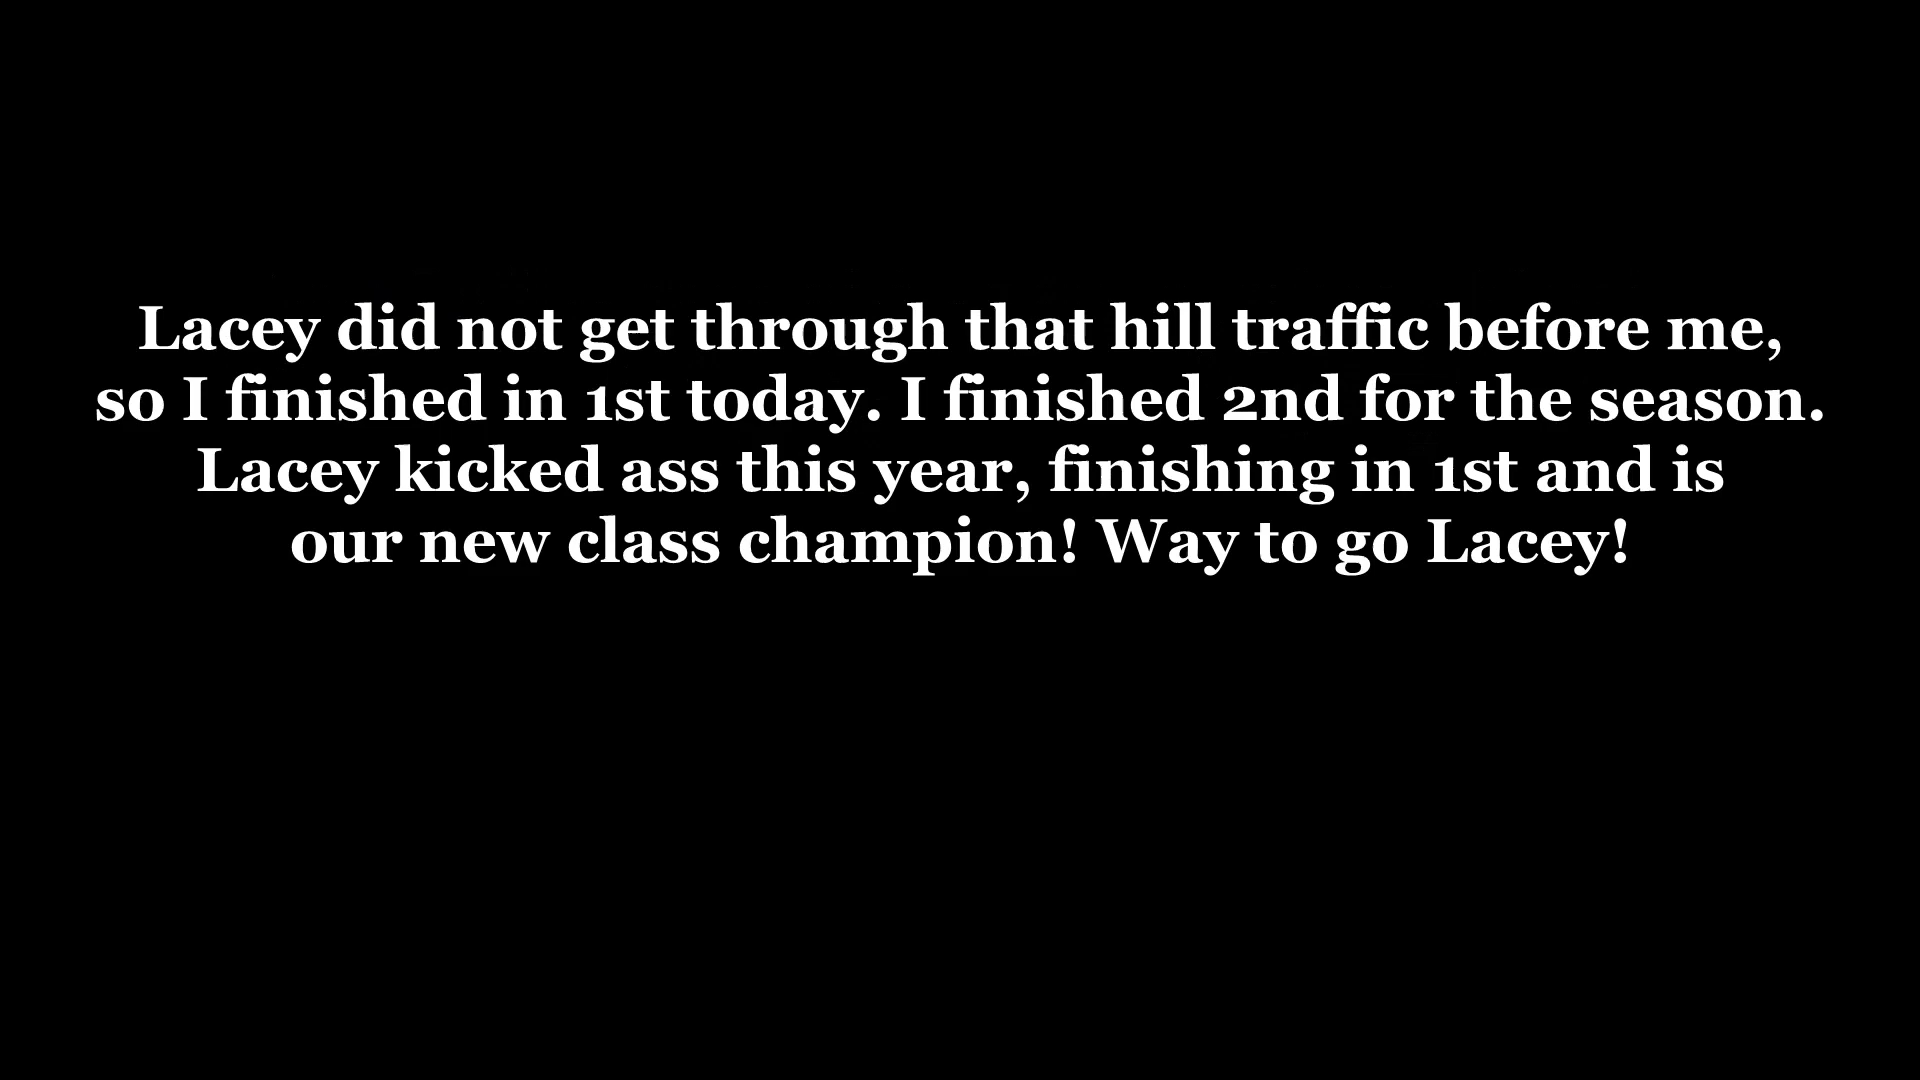 Lacey did not get through that hill traffic before me,
so I finished in 1st today. I finished 2nd for the season.
Lacey kicked ass this year, finishing in 1st and is
our new class champion! Way to go Lacey!